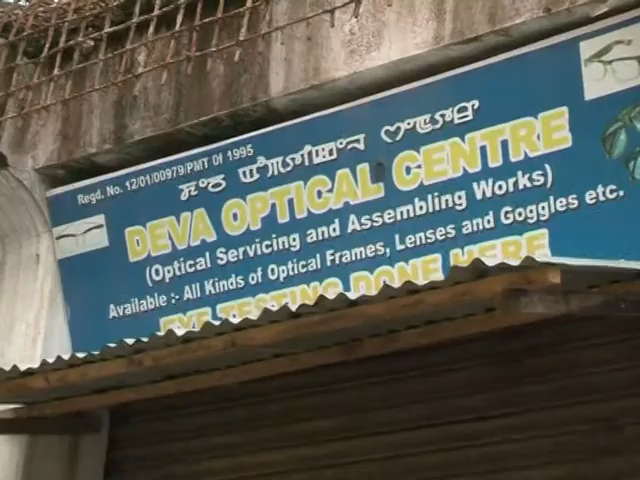 Regd. No. 12/01/00979/PMT 0f 1995
DEVA OPTICAL CENTRE
(Optical Servicing and Assembling Works)
Available :- All Kinds of Optical Frames, Lenses and Goggles etc.
EYE TESTING DONE HERE